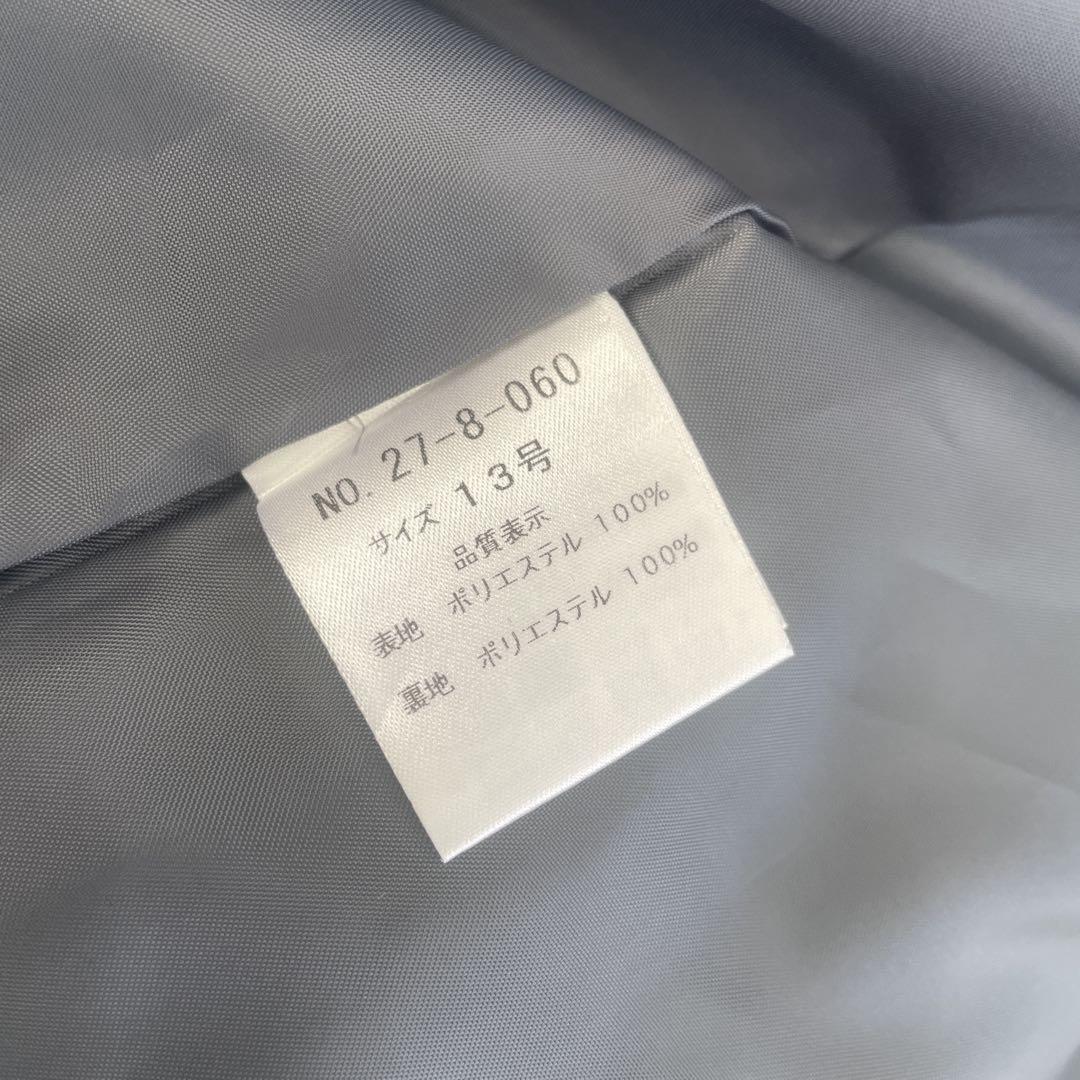 NO. 27-8-060
サイズ 13号
品質表示
表地 ポリエステル 100%
裏地 ポリエステル 100%